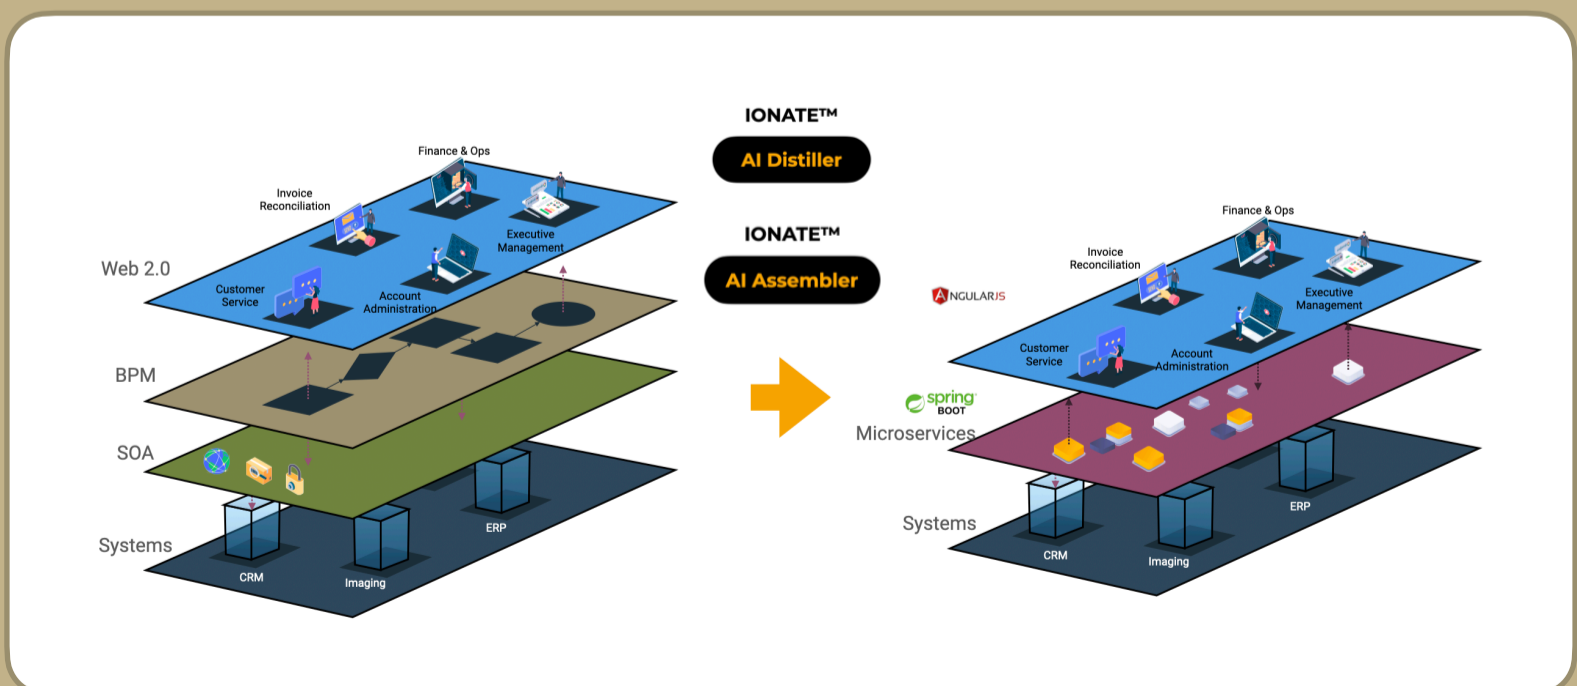 IONATE™
AI Distiller
IONATE™
AI Assembler
Finance & Ops
Invoice
Reconciliation
Executive
Management
Web 2.0
Customer
Service
Account
Administration
BPM
SOA
Systems
ERP
CRM
Imaging
Finance & Ops
Invoice
Reconciliation
ANGULARJS
Executive
Management
Customer
Service
Account
Administration
spring
BOOT
Microservices
Systems
ERP
CRM
Imaging